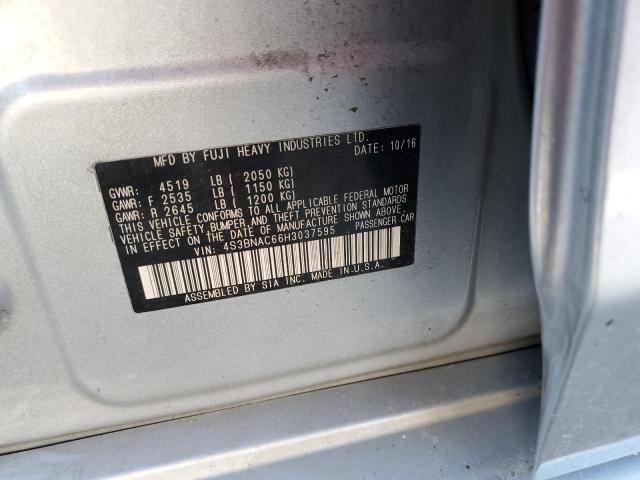 MFD BY FUJI HEAVY INDUSTRIES LTD.
DATE: 10/16
GVWR: 4519 LB ( 2050 KG)
GAWR: F 2535 LB ( 1150 KG)
GAWR: R 2645 LB ( 1200 KG)
THIS VEHICLE CONFORMS TO ALL APPLICABLE FEDERAL MOTOR
VEHICLE SAFETY, BUMPER, AND THEFT PREVENTION STANDARDS
IN EFFECT ON THE DATE OF MANUFACTURE SHOWN ABOVE.
VIN: 4S3BNAC66H3037595 PASSENGER CAR
ASSEMBLED BY SIA INC. MADE IN U.S.A.